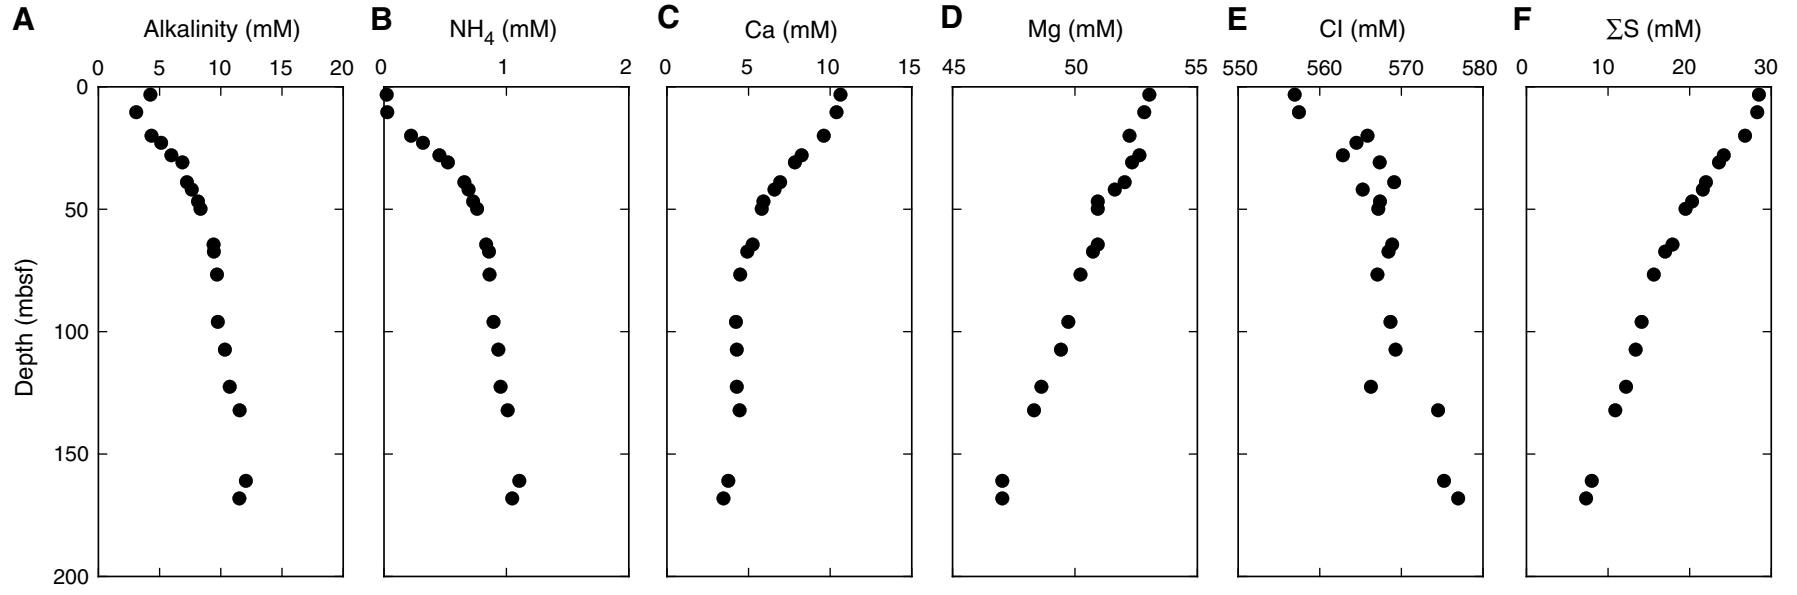 A Alkalinity (mM)
B NH4 (mM)
C Ca (mM)
D Mg (mM)
E Cl (mM)
F ΣS (mM)
0 5 10 15 20
0 1 2
0 5 10 15
45 50 55
550 560 570 580
0 10 20 30
Depth (mbsf)
0
50
100
150
200